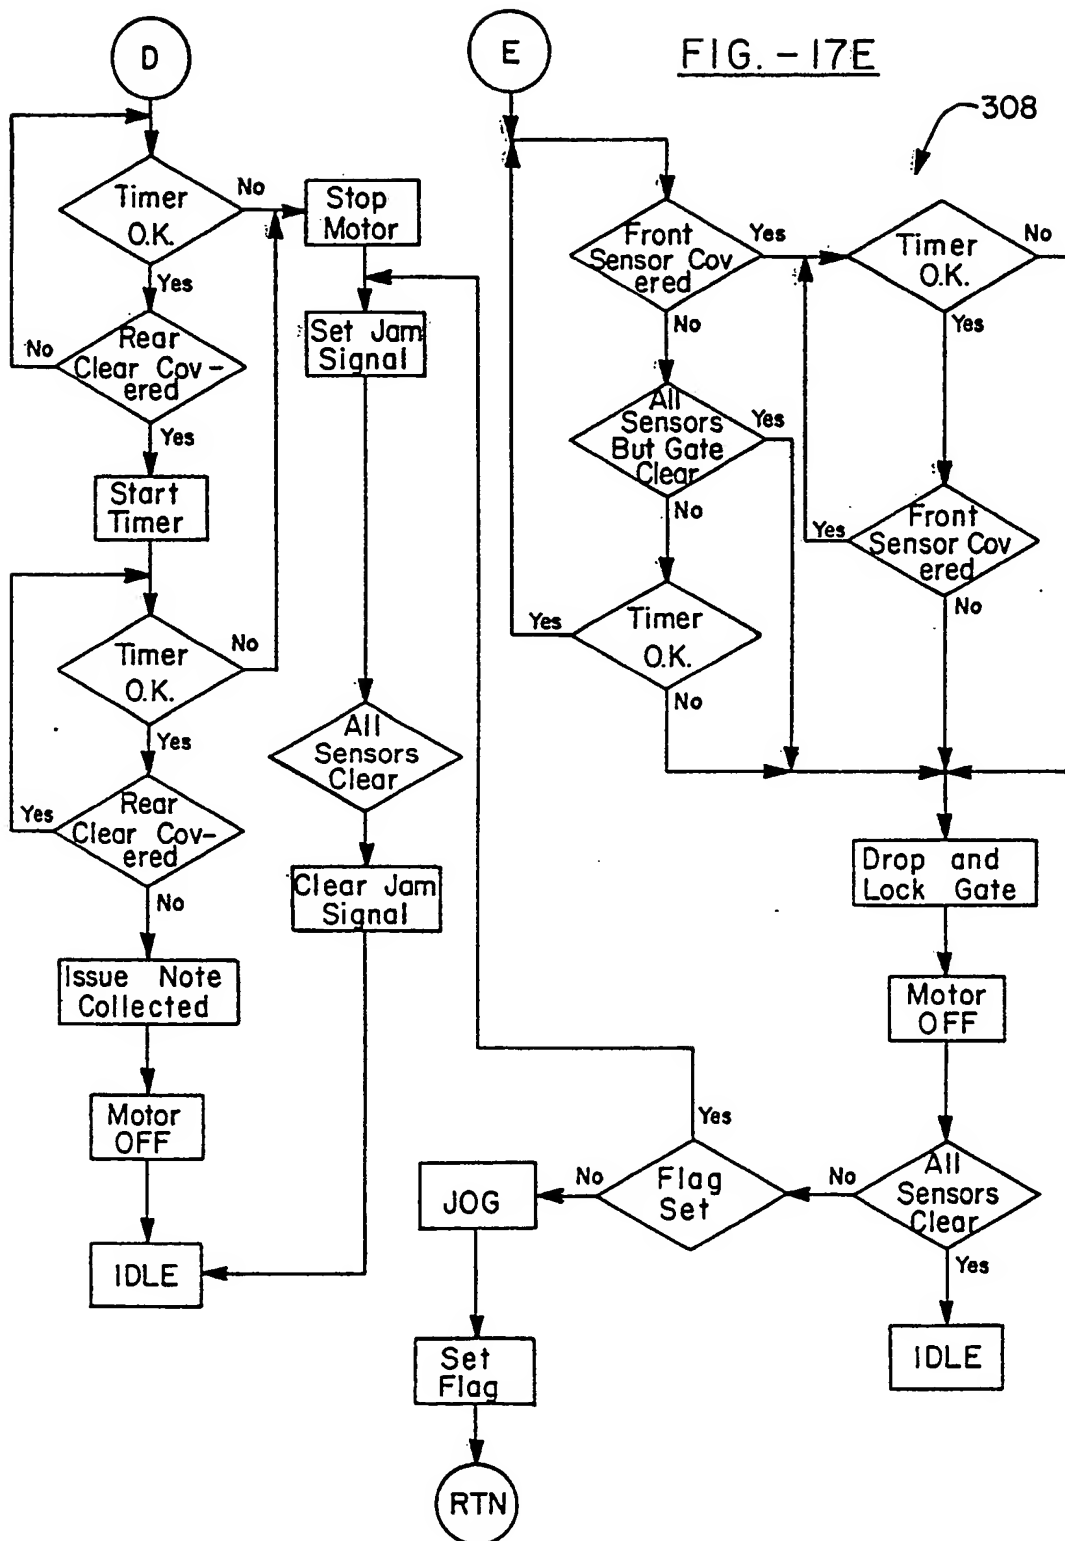 FIG. - 17E
308
D
Timer
O.K.
No
Yes
Rear
Clear Cov-
ered
No
Yes
Start
Timer
Timer
O.K.
No
Yes
Rear
Clear Cov-
ered
Yes
No
Issue Note
Collected
Motor
OFF
IDLE
Stop
Motor
Set Jam
Signal
All
Sensors
Clear
Clear Jam
Signal
E
Front
Sensor Cov
ered
Yes
No
All
Sensors
But Gate
Clear
Yes
No
Timer
O.K.
Yes
No
Timer
O.K.
No
Yes
Front
Sensor Cov
ered
Yes
No
Drop and
Lock Gate
Motor
OFF
All
Sensors
Clear
No
Yes
IDLE
Flag
Set
Yes
No
JOG
Set
Flag
RTN